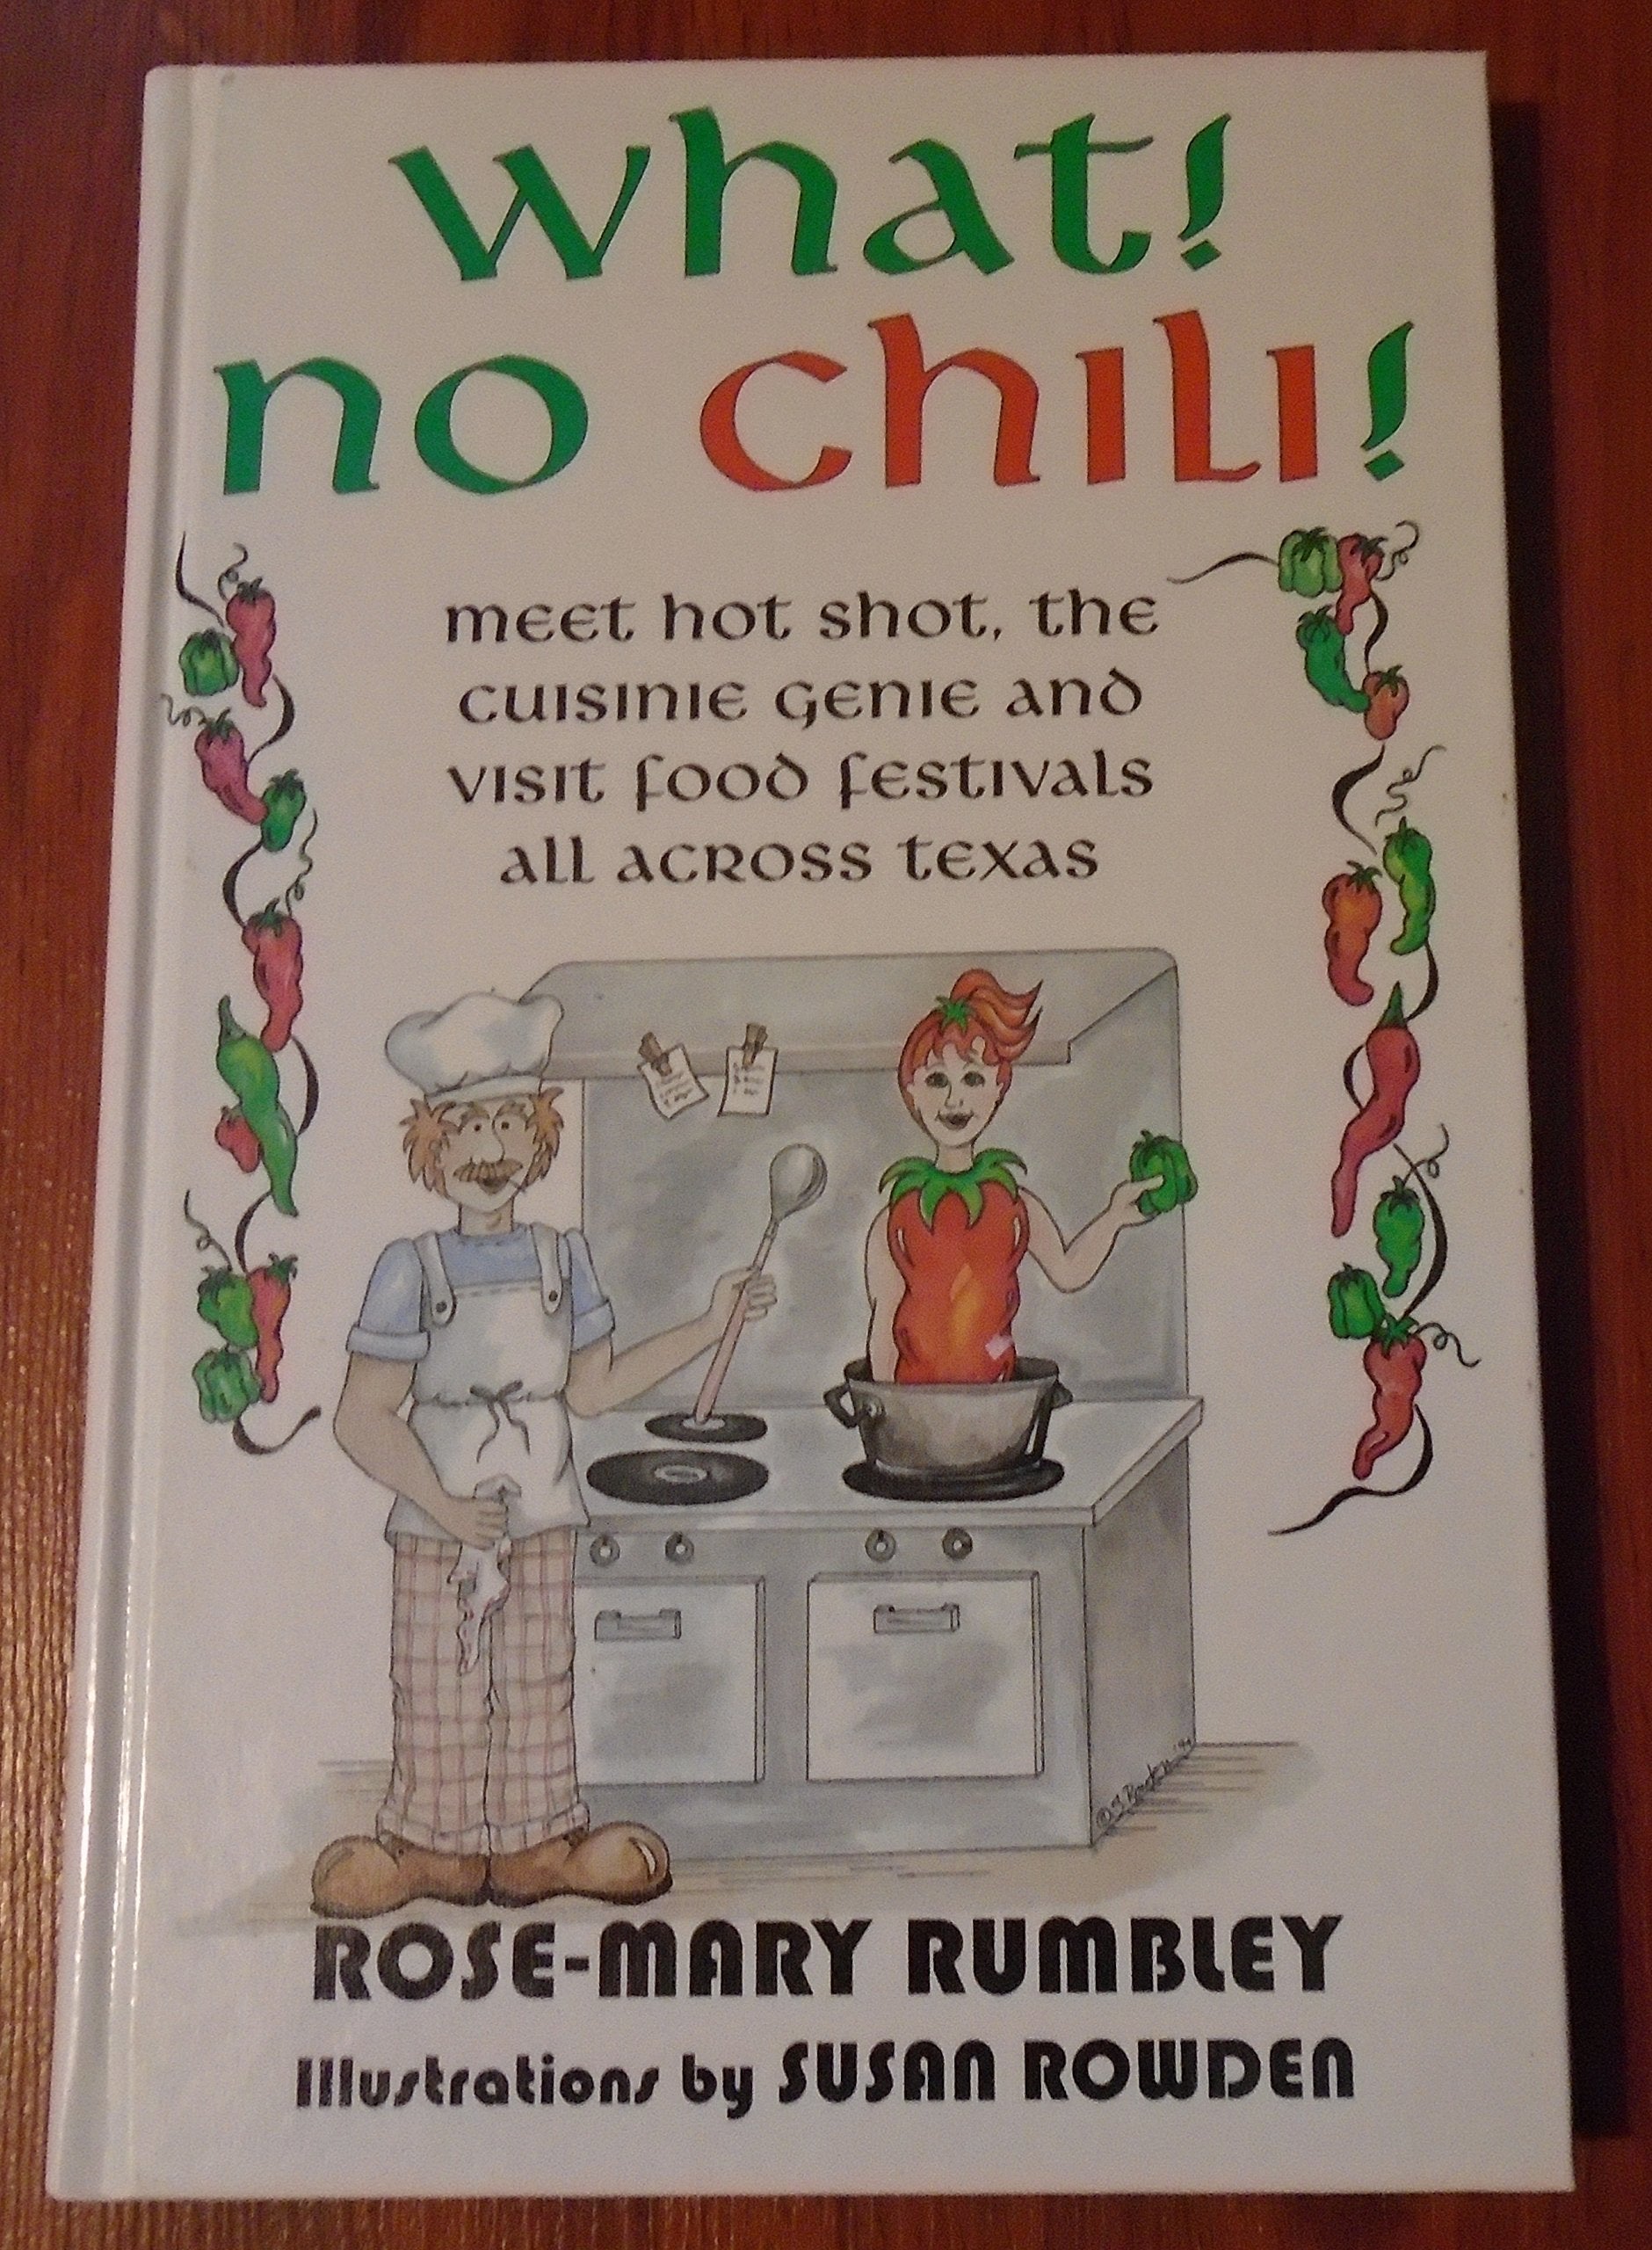 what!
no chili!
meet hot shot, the
cuisinie genie and
visit food festivals
all across texas
ROSE-MARY RUMBLEY
Illustrations by SUSAN ROWDEN